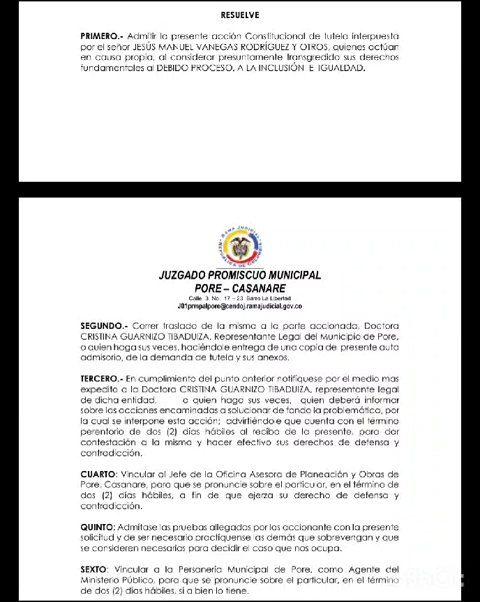 RESUELVE
PRIMERO.- Admitir la presente acción Constitucional de tutela interpuesta
por el señor JESÚS MANUEL VANEGAS RODRÍGUEZ Y OTROS, quienes actúan
en causa propia, al considerar presuntamente transgredido sus derechos
fundamentales al DEBIDO PROCESO, A LA INCLUSIÓN E IGUALDAD.
JUZGADO PROMISCUO MUNICIPAL
PORE – CASANARE
Calle 3 No. 17 – 23 Barrio La Libertad
J01prmpalpore@cendoj.ramajudicial.gov.co
SEGUNDO.- Correr traslado de la misma a la parte accionada, Doctora
CRISTINA GUARNIZO TIBADUIZA, Representante Legal del Municipio de Pore,
o quien haga sus veces, haciéndole entrega de una copia de presente auto
admisorio, de la demanda de tutela y sus anexos.
TERCERO.- En cumplimiento del punto anterior notifíquese por el medio mas
expedito a la Doctora CRISTINA GUARNIZO TIBADUIZA, representante legal
de dicha entidad, a quien haga sus veces, quien deberá informar
sobre las acciones encaminadas a solucionar de fondo la problemática, por
la cual se interpone esta acción; advirtiéndole que cuenta con el término
perentorio de dos (2) días hábiles al recibo de la presente, para dar
contestación a la misma y hacer efectivo sus derechos de defensa y
contradicción.
CUARTO: Vincular al Jefe de la Oficina Asesora de Planeación y Obras de
Pore, Casanare, para que se pronuncie sobre el particular, en el término de
dos (2) días hábiles, a fin de que ejerza su derecho de defensa y
contradicción.
QUINTO: Admítase las pruebas allegadas por los accionante con la presente
solicitud y de ser necesario practíquense las demás que sobrevengan y que
se consideren necesarias para decidir el caso que nos ocupa.
SEXTO: Vincular a la Personería Municipal de Pore, como Agente del
Ministerio Público, para que se pronuncie sobre el particular, en el término
de dos (2) días hábiles, si a bien lo tiene.